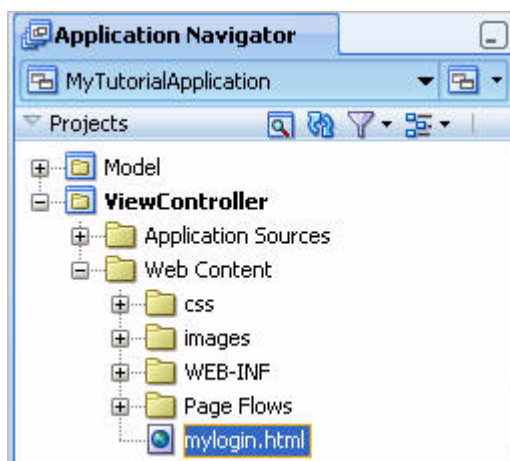 Application Navigator
MyTutorialApplication
Projects
Model
ViewController
Application Sources
Web Content
css
images
WEB-INF
Page Flows
mylogin.html